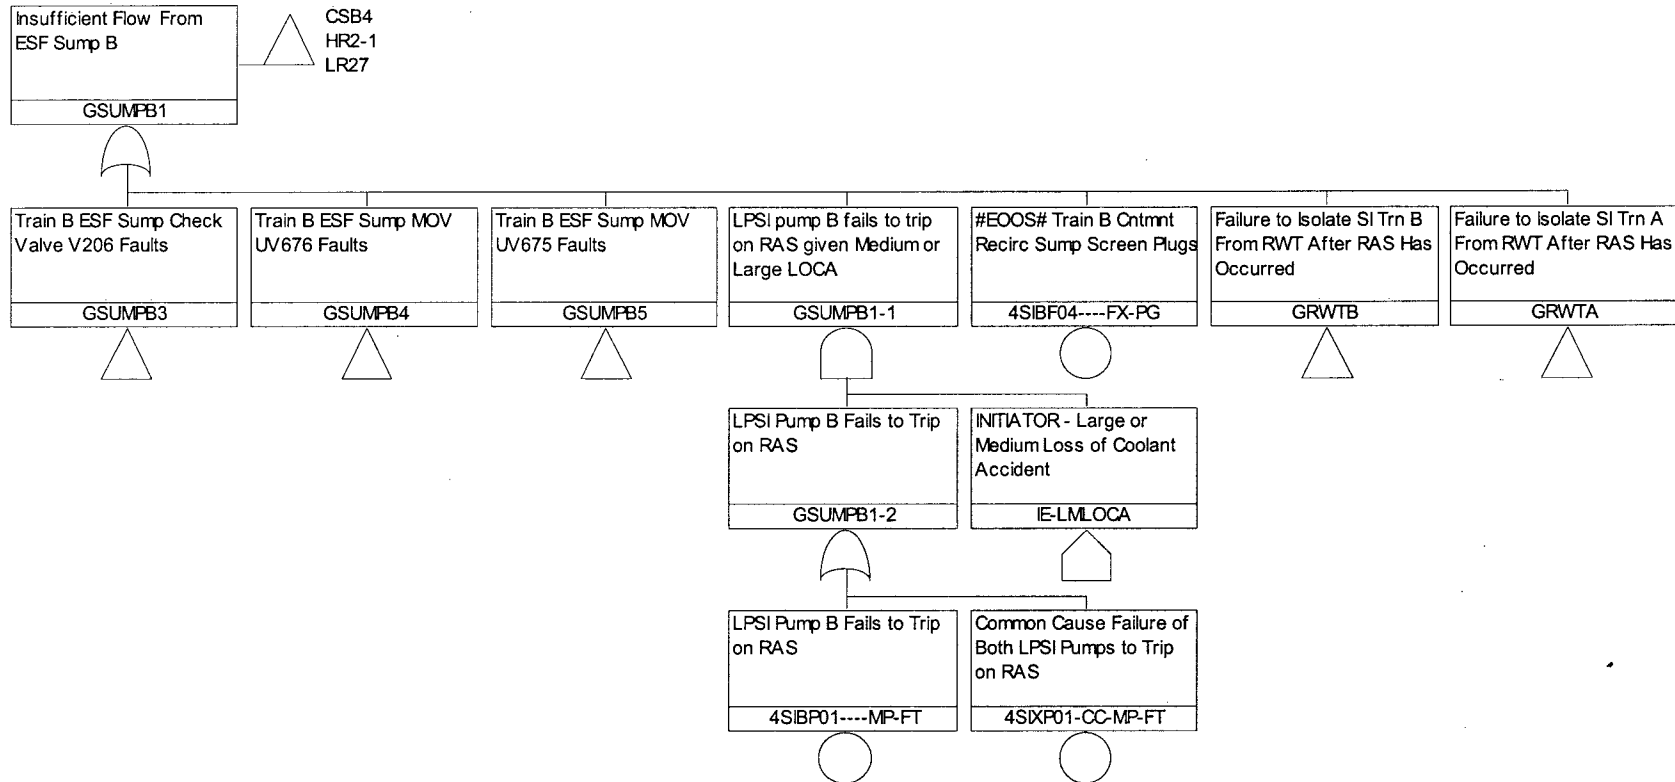 Insufficient Flow From
ESF Sump B
GSUMPB1
CSB4
HR2-1
LR27
Train B ESF Sump Check
Valve V206 Faults
GSUMPB3
Train B ESF Sump MOV
UV676 Faults
GSUMPB4
Train B ESF Sump MOV
UV675 Faults
GSUMPB5
LPSI pump B fails to trip
on RAS given Medium or
Large LOCA
GSUMPB1-1
#EOOS# Train B Cntmnt
Recirc Sump Screen Plugs
4SIBF04----FX-PG
Failure to Isolate SI Trn B
From RWT After RAS Has
Occurred
GRWTB
Failure to Isolate SI Trn A
From RWT After RAS Has
Occurred
GRWTA
LPSI Pump B Fails to Trip
on RAS
GSUMPB1-2
INITIATOR - Large or
Medium Loss of Coolant
Accident
IE-LMLOCA
LPSI Pump B Fails to Trip
on RAS
4SIBP01----MP-FT
Common Cause Failure of
Both LPSI Pumps to Trip
on RAS
4SIXP01-CC-MP-FT